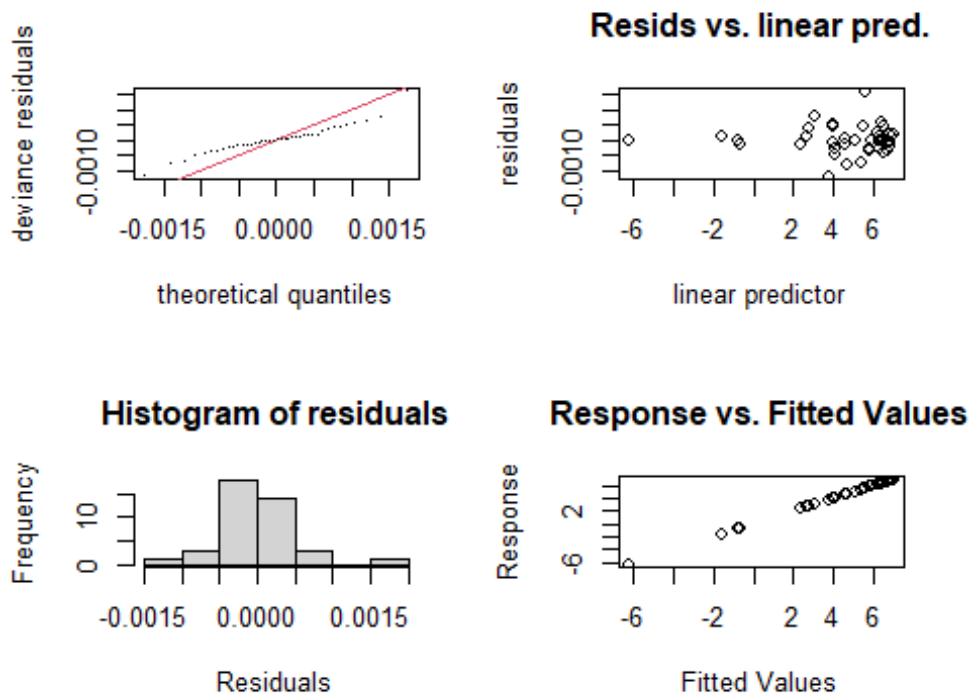 deviance residuals
-0.0010
-0.0015 0.0000 0.0015
theoretical quantiles
Resids vs. linear pred.
residuals
-0.0010
-6 -2 2 4 6
linear predictor
Histogram of residuals
Frequency
0 10
-0.0015 0.0000 0.0015
Residuals
Response vs. Fitted Values
Response
-6 2
-6 -2 2 4 6
Fitted Values